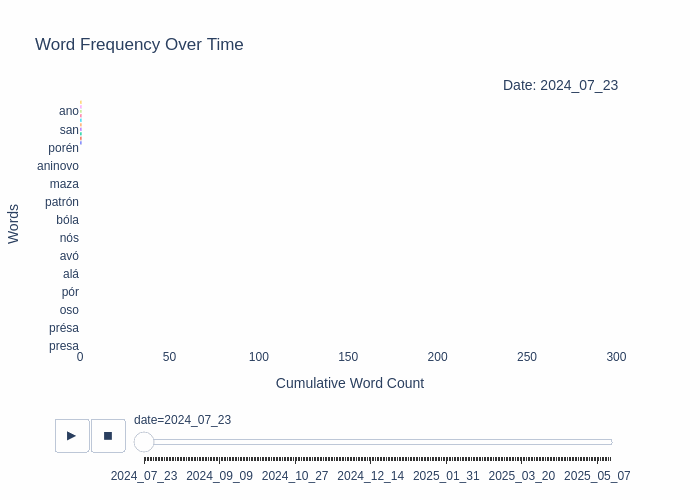 Word Frequency Over Time
Date: 2024_07_23
Words
ano
san
porén
aninovo
maza
patrón
bóla
nós
avó
alá
pór
oso
présa
presa
0 50 100 150 200 250 300
Cumulative Word Count
date=2024_07_23
2024_07_23 2024_09_09 2024_10_27 2024_12_14 2025_01_31 2025_03_20 2025_05_07